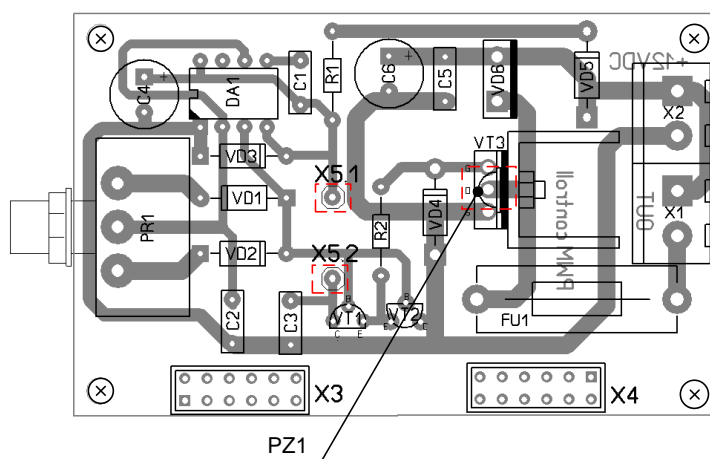 +12VDC
C4
+
DA1
C1
R1
C6
+
C5
VD6
VD5
X2
VD3
VT3
X5.1
VD1
PR1
R2
VD4
G
D
S
PWM controll
OUT
X1
VD2
X5.2
C2
C3
B
VT1
C
E
B
VT2
E
C
FU1
X3
X4
PZ1